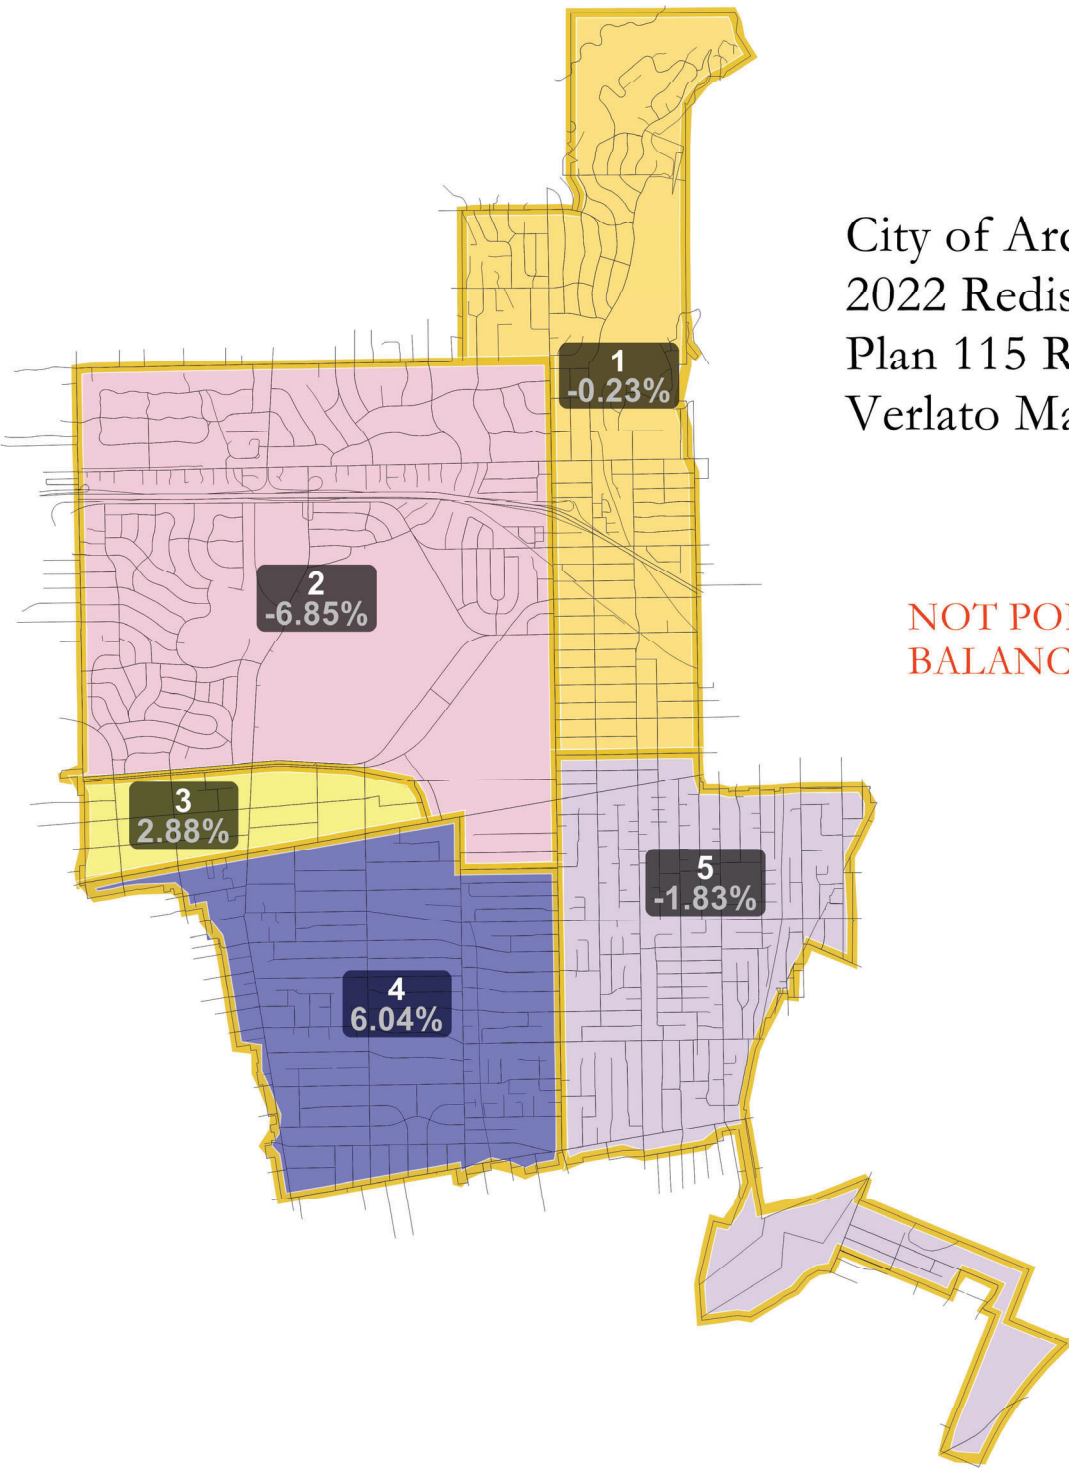 City of Arc
2022 Redis
Plan 115 R
Verlato Ma
1
-0.23%
NOT POP
BALANC
2
-6.85%
3
2.88%
5
-1.83%
4
6.04%